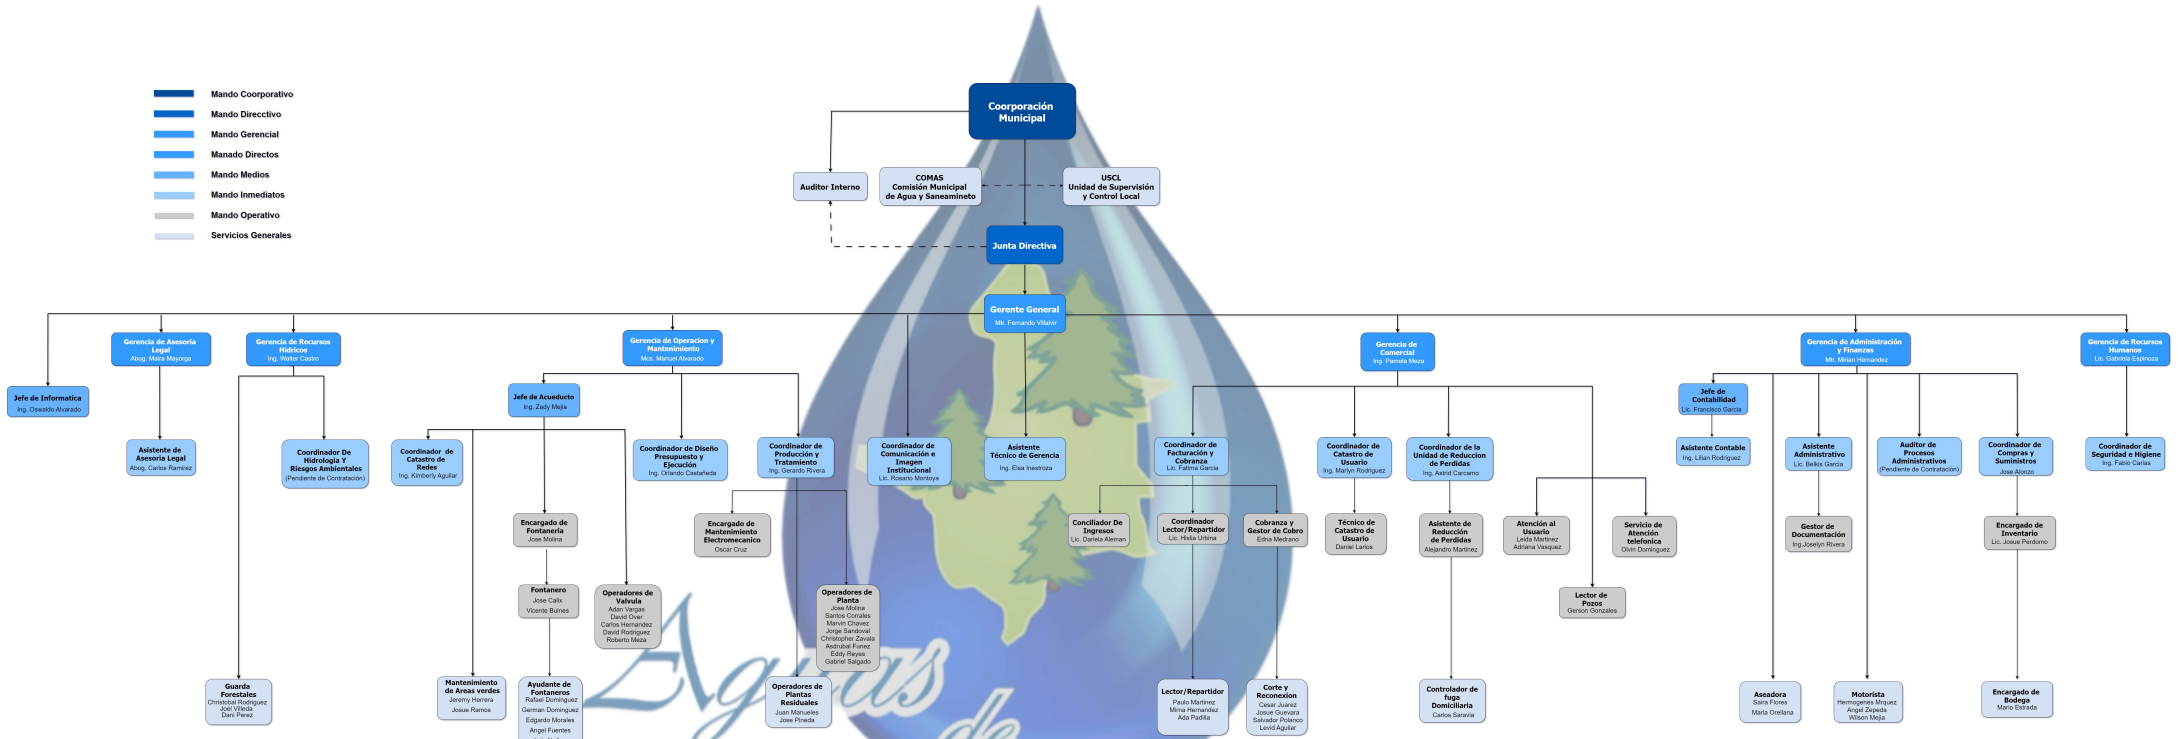 Mando Coorporativo
Mando Direcctivo
Mando Gerencial
Manado Directos
Mando Medios
Mando Inmediatos
Mando Operativo
Servicios Generales
Coorporación
Municipal
Auditor Interno
COMAS
Comisión Municipal
de Agua y Saneamineto
USCL
Unidad de Supervisión
y Control Local
Junta Directiva
Gerente General
Mtr. Fernando Villalvir
Gerencia de Asesoría
Legal
Abog. Maira Mayorga
Gerencia de Recursos
Hidricos
Ing. Walter Castro
Gerencia de Operacion y
Mantenimiento
Mcs. Manuel Alvarado
Gerencia de
Comercial
Ing. Pamela Meza
Gerencia de Administración
y Finanzas
Mtr. Mirian Hernandez
Gerencia de Recursos
Humanos
Lic. Gabriela Espinoza
Jefe de Informatica
Ing. Oswaldo Alvarado
Jefe de Acueducto
Ing. Zady Mejia
Jefe de
Contabilidad
Lic. Francisco Garcia
Asistente de
Asesoría Legal
Abog. Carlos Ramirez
Coordinador De
Hidrologia Y
Riesgos Ambientales
(Pendiente de Contratación)
Coordinador de
Catastro de
Redes
Ing. Kimberly Aguilar
Coordinador de Diseño
Presupuesto y
Ejecución
Ing. Orlando Castañeda
Coordinador de
Producción y
Tratamiento
Ing. Gerardo Rivera
Coordinador de
Comunicación e
Imagen
Institucional
Lic. Rosario Montoya
Asistente
Técnico de Gerencia
Ing. Elsa Inestroza
Coordinador de
Facturación y
Cobranza
Lic. Fatima Garcia
Coordinador de
Catastro de
Usuario
Ing. Marlyn Rodriguez
Coordinador de la
Unidad de Reduccion
de Perdidas
Ing. Astrid Carcamo
Asistente Contable
Ing. Lilian Rodriguez
Asistente
Administrativo
Lic. Belkis Garcia
Auditor de
Procesos
Administrativos
(Pendiente de Contratación)
Coordinador de
Compras y
Suministros
Jose Alonzo
Coordinador de
Seguridad e Higiene
Ing. Fabio Carias
Encargado de
Fontaneria
Jose Molina
Encargado de
Mantenimiento
Electromecanico
Oscar Cruz
Conciliador De
Ingresos
Lic. Dariela Aleman
Coordinador
Lector/Repartidor
Lic. Hislia Urbina
Cobranza y
Gestor de Cobro
Edna Medrano
Técnico de
Catastro de
Usuario
Daniel Larios
Asistente de
Reducción
de Perdidas
Alejandro Martinez
Atención al
Usuario
Leida Martinez
Adriana Vasquez
Servicio de
Atención
telefonica
Olvin Dominguez
Gestor de
Documentación
Ing.Joselyn Rivera
Encargado de
Inventario
Lic. Josue Perdomo
Fontanero
Jose Calix
Vicente Bulnes
Operadores de
Valvula
Adan Vargas
David Over
Carlos Hernandez
David Rodriguez
Roberto Meza
Operadores de
Planta
Jose Molina
Santos Corrales
Marvin Chavez
Jorge Sandoval
Christopher Zavala
Asdrubal Funez
Eddy Reyes
Gabriel Salgado
Lector de
Pozos
Gerson Gonzales
Guarda
Forestales
Christobal Rodriguez
Joel Villeda
Dani Perez
Mantenimiento
de Areas verdes
Jeremy Herrera
Josue Ramos
Ayudante de
Fontaneros
Rafael Dominguez
German Dominguez
Edgardo Morales
Angel Fuentes
Operadores de
Plantas
Residuales
Juan Manueles
Jose Pineda
Lector/Repartidor
Paulo Martinez
Mirna Hernandez
Ada Padilla
Corte y
Reconexion
Cesar Juarez
Josue Guevara
Salvador Polanco
Levid Aguilar
Controlador de
fuga
Domiciliaria
Carlos Saravia
Aseadora
Saira Flores
Maria Orellana
Motorista
Hermogenes Mrquez
Angel Zepeda
Wilson Mejia
Encargado de
Bodega
Mario Estrada
Aguas
de